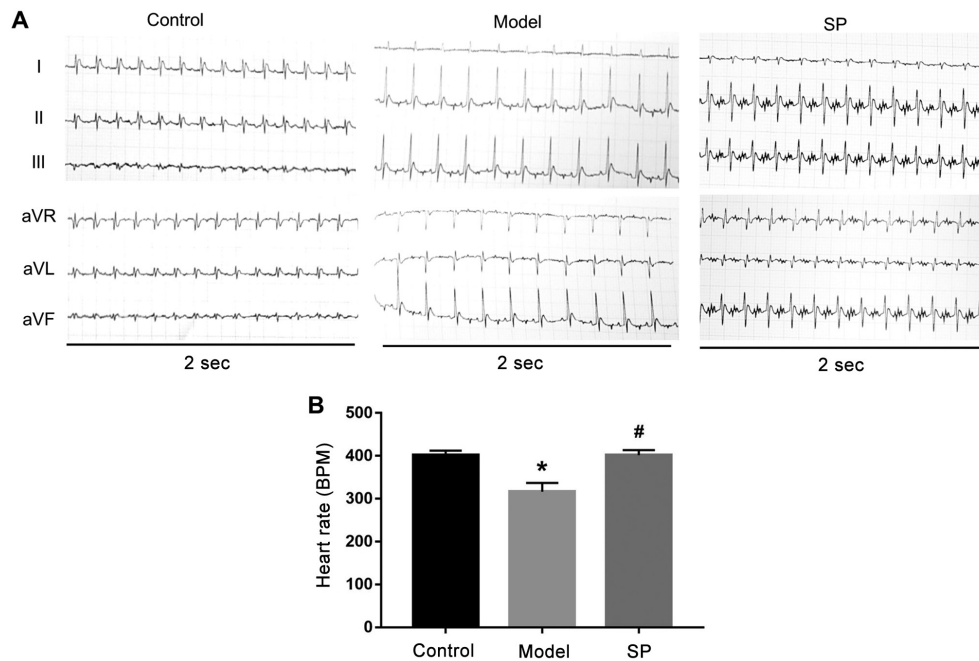 A
Control
Model
SP
I
II
III
aVR
aVL
aVF
2 sec
2 sec
2 sec
B
Heart rate (BPM)
500
400
300
200
100
0
*
#
Control
Model
SP